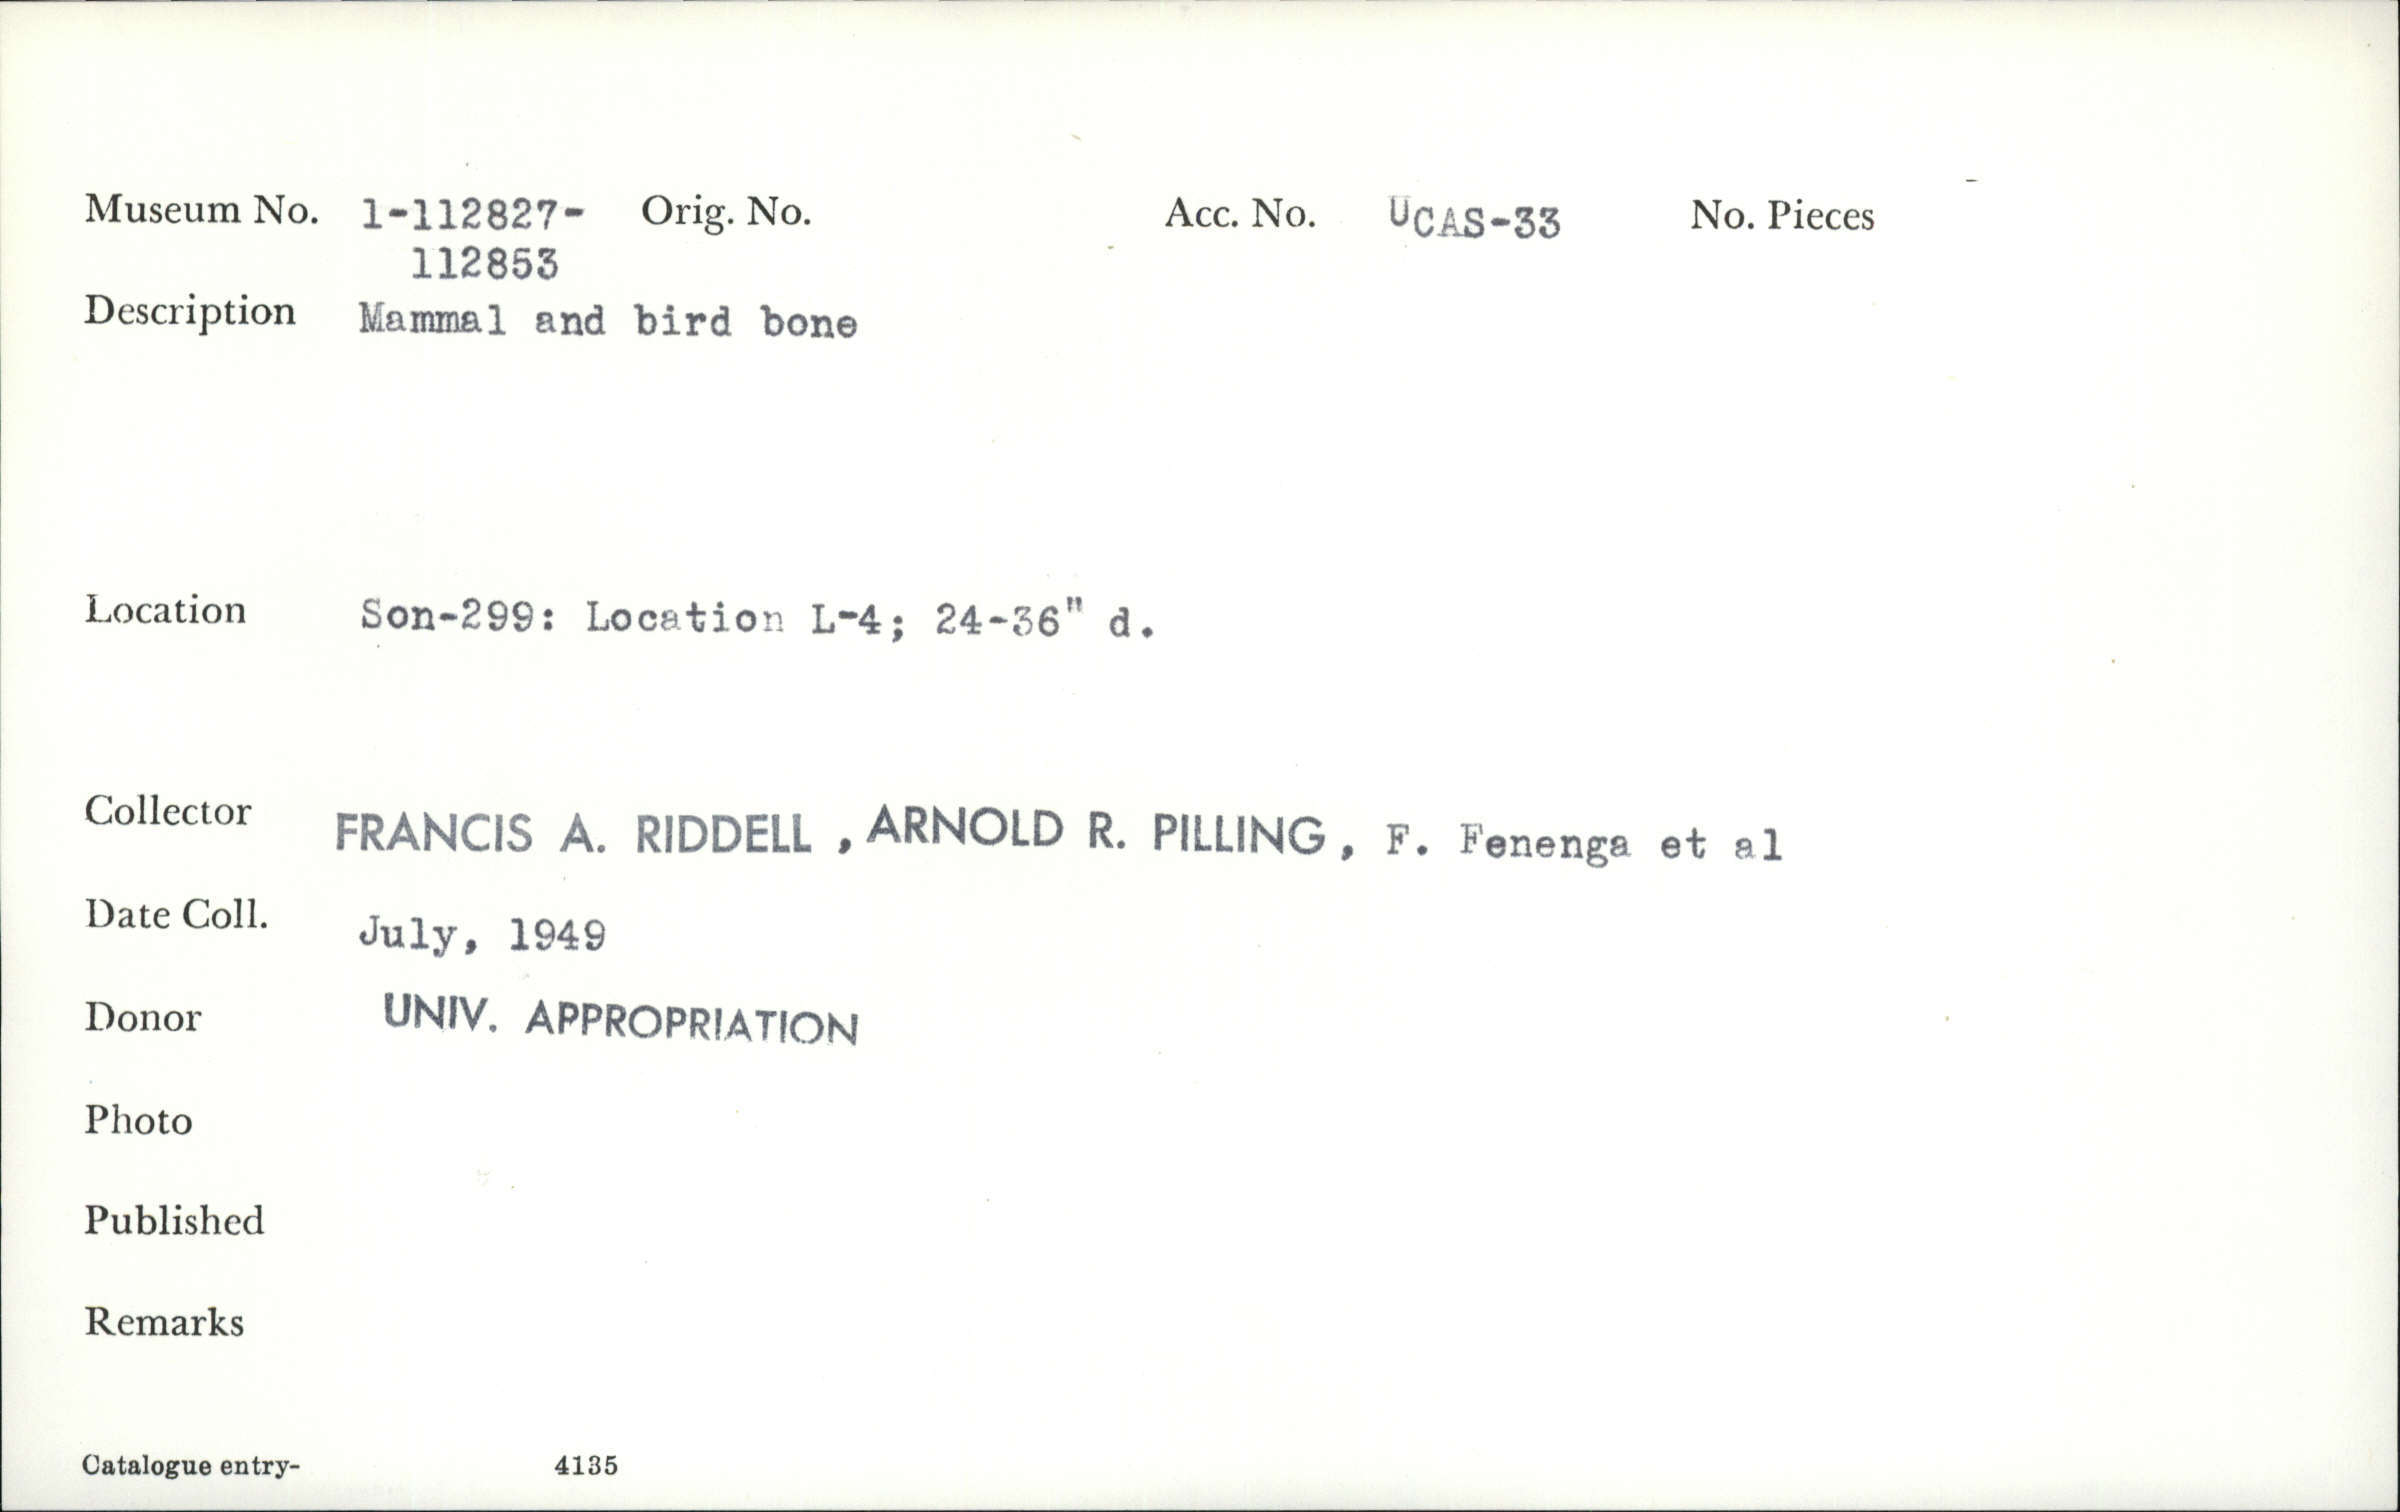 Museum No. 1-112827- Orig. No. Acc. No. UCAS-33 No. Pieces
112853
Description Mammal and bird bone
Location Son-299: Location L-4; 24-36" d.
Collector FRANCIS A. RIDDELL , ARNOLD R. PILLING, F. Fenenga et al
Date Coll. July, 1949
Donor UNIV. APPROPRIATION
Photo
Published
Remarks
Catalogue entry- 4135